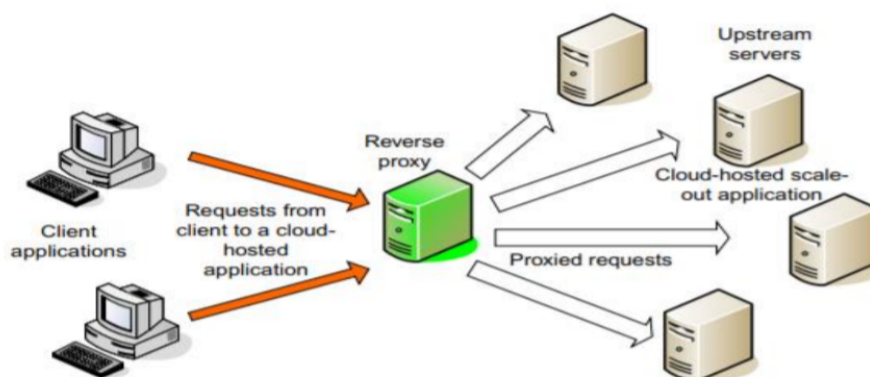 Upstream
servers
Reverse
proxy
Cloud-hosted scale-
out application
Requests from
client to a cloud-
hosted
application
Client
applications
Proxied requests